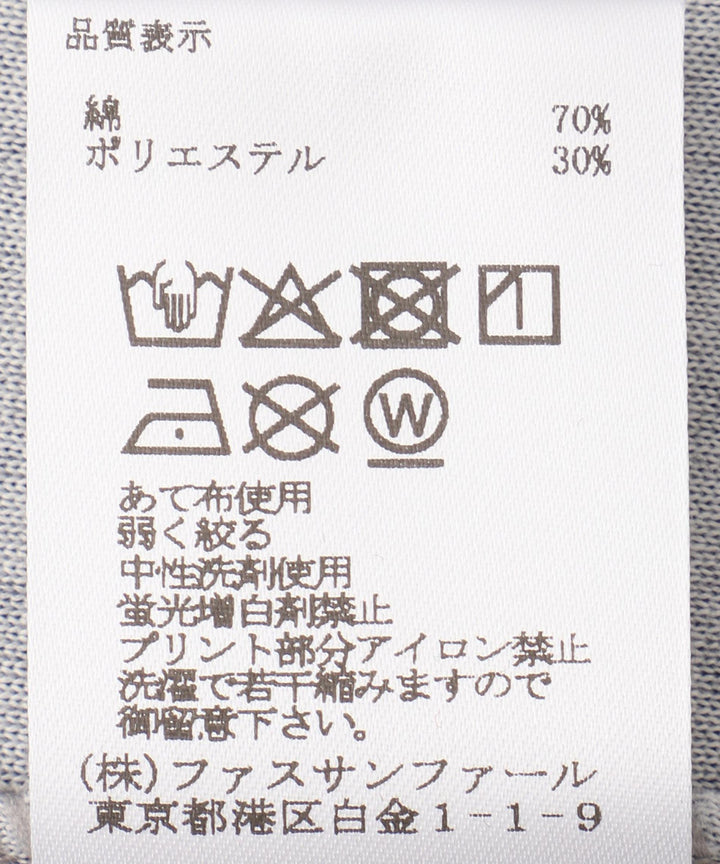 品質表示
綿 70%
ポリエステル 30%
W
あて布使用
弱く絞る
中性洗剤使用
蛍光増白剤禁止
プリント部分アイロン禁止
洗濯で若干縮みますので
御留意下さい。
(株)ファスサンファール
東京都港区白金1-1-9